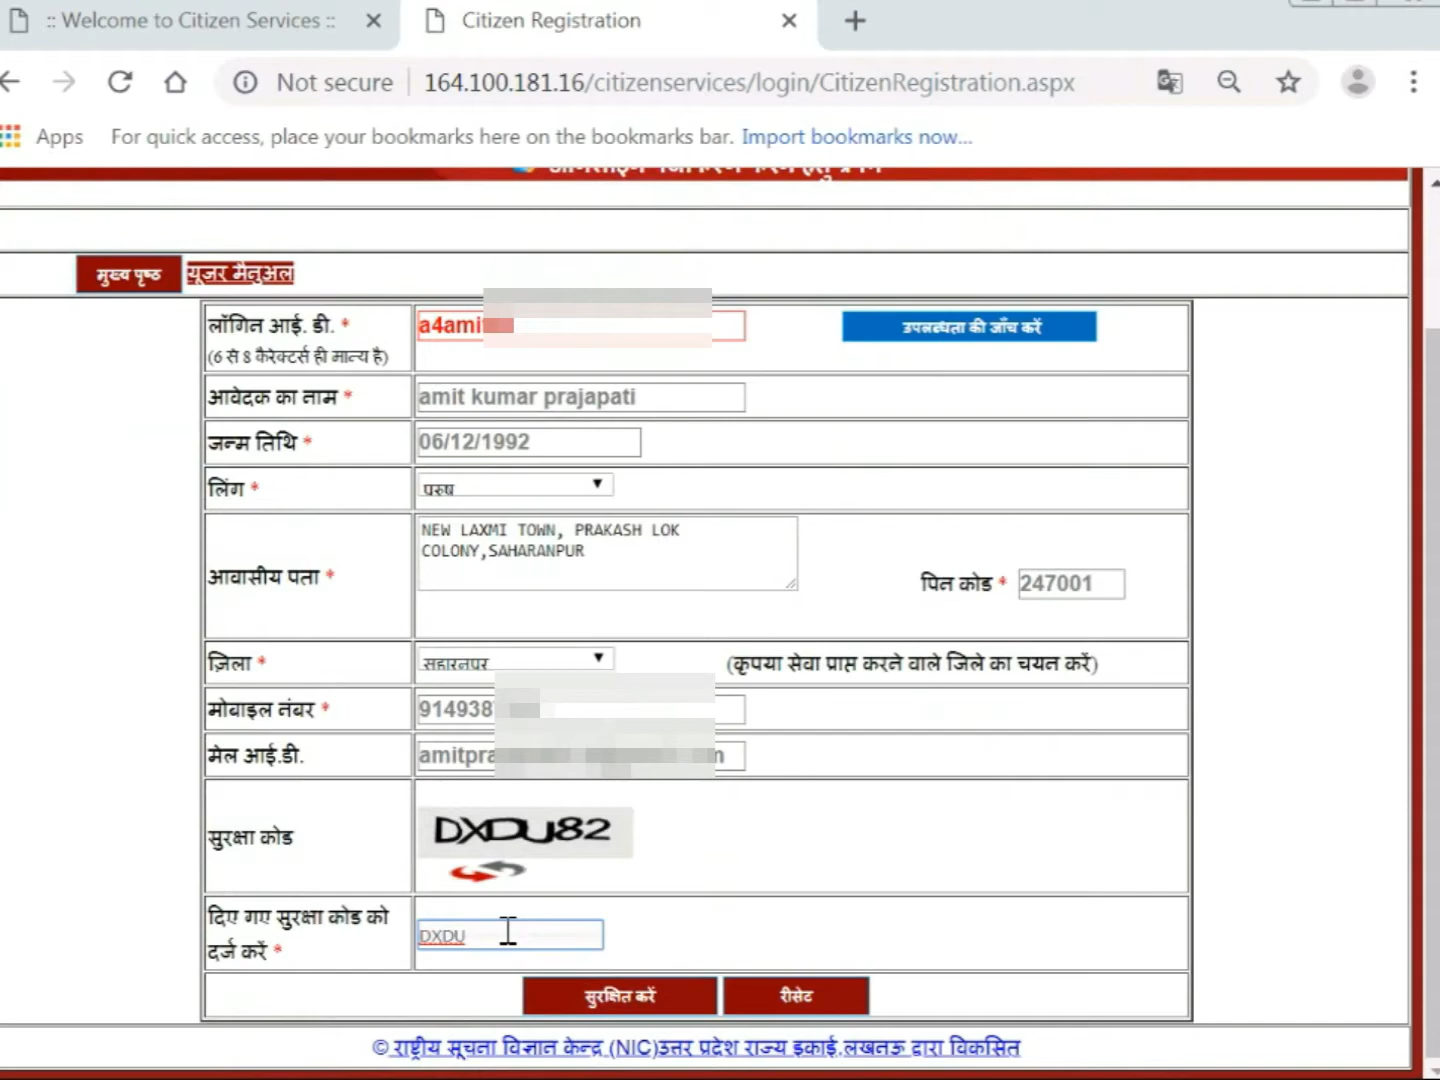 :: Welcome to Citizen Services ::
Citizen Registration
Not secure 164.100.181.16/citizenservices/login/CitizenRegistration.aspx
Apps For quick access, place your bookmarks here on the bookmarks bar. Import bookmarks now...
मुख्य पृष्ठ यूजर मैनुअल
लॉगिन आई. डी. * a4ami उपलब्धता की जाँच करें
(6 से 8 कैरेक्टर्स ही मान्य है)
आवेदक का नाम * amit kumar prajapati
जन्म तिथि * 06/12/1992
लिंग * पुरुष
NEW LAXMI TOWN, PRAKASH LOK
COLONY,SAHARANPUR
आवासीय पता * पिन कोड * 247001
ज़िला * सहारनपुर (कृपया सेवा प्राप्त करने वाले जिले का चयन करें)
मोबाइल नंबर * 91493
मेल आई.डी. amitpra
सुरक्षा कोड DXDU82
दिए गए सुरक्षा कोड को
दर्ज करें * DXDU
सुरक्षित करें रीसेट
© राष्ट्रीय सूचना विज्ञान केन्द्र (NIC)उत्तर प्रदेश राज्य इकाई.लखनऊ द्वारा विकसित